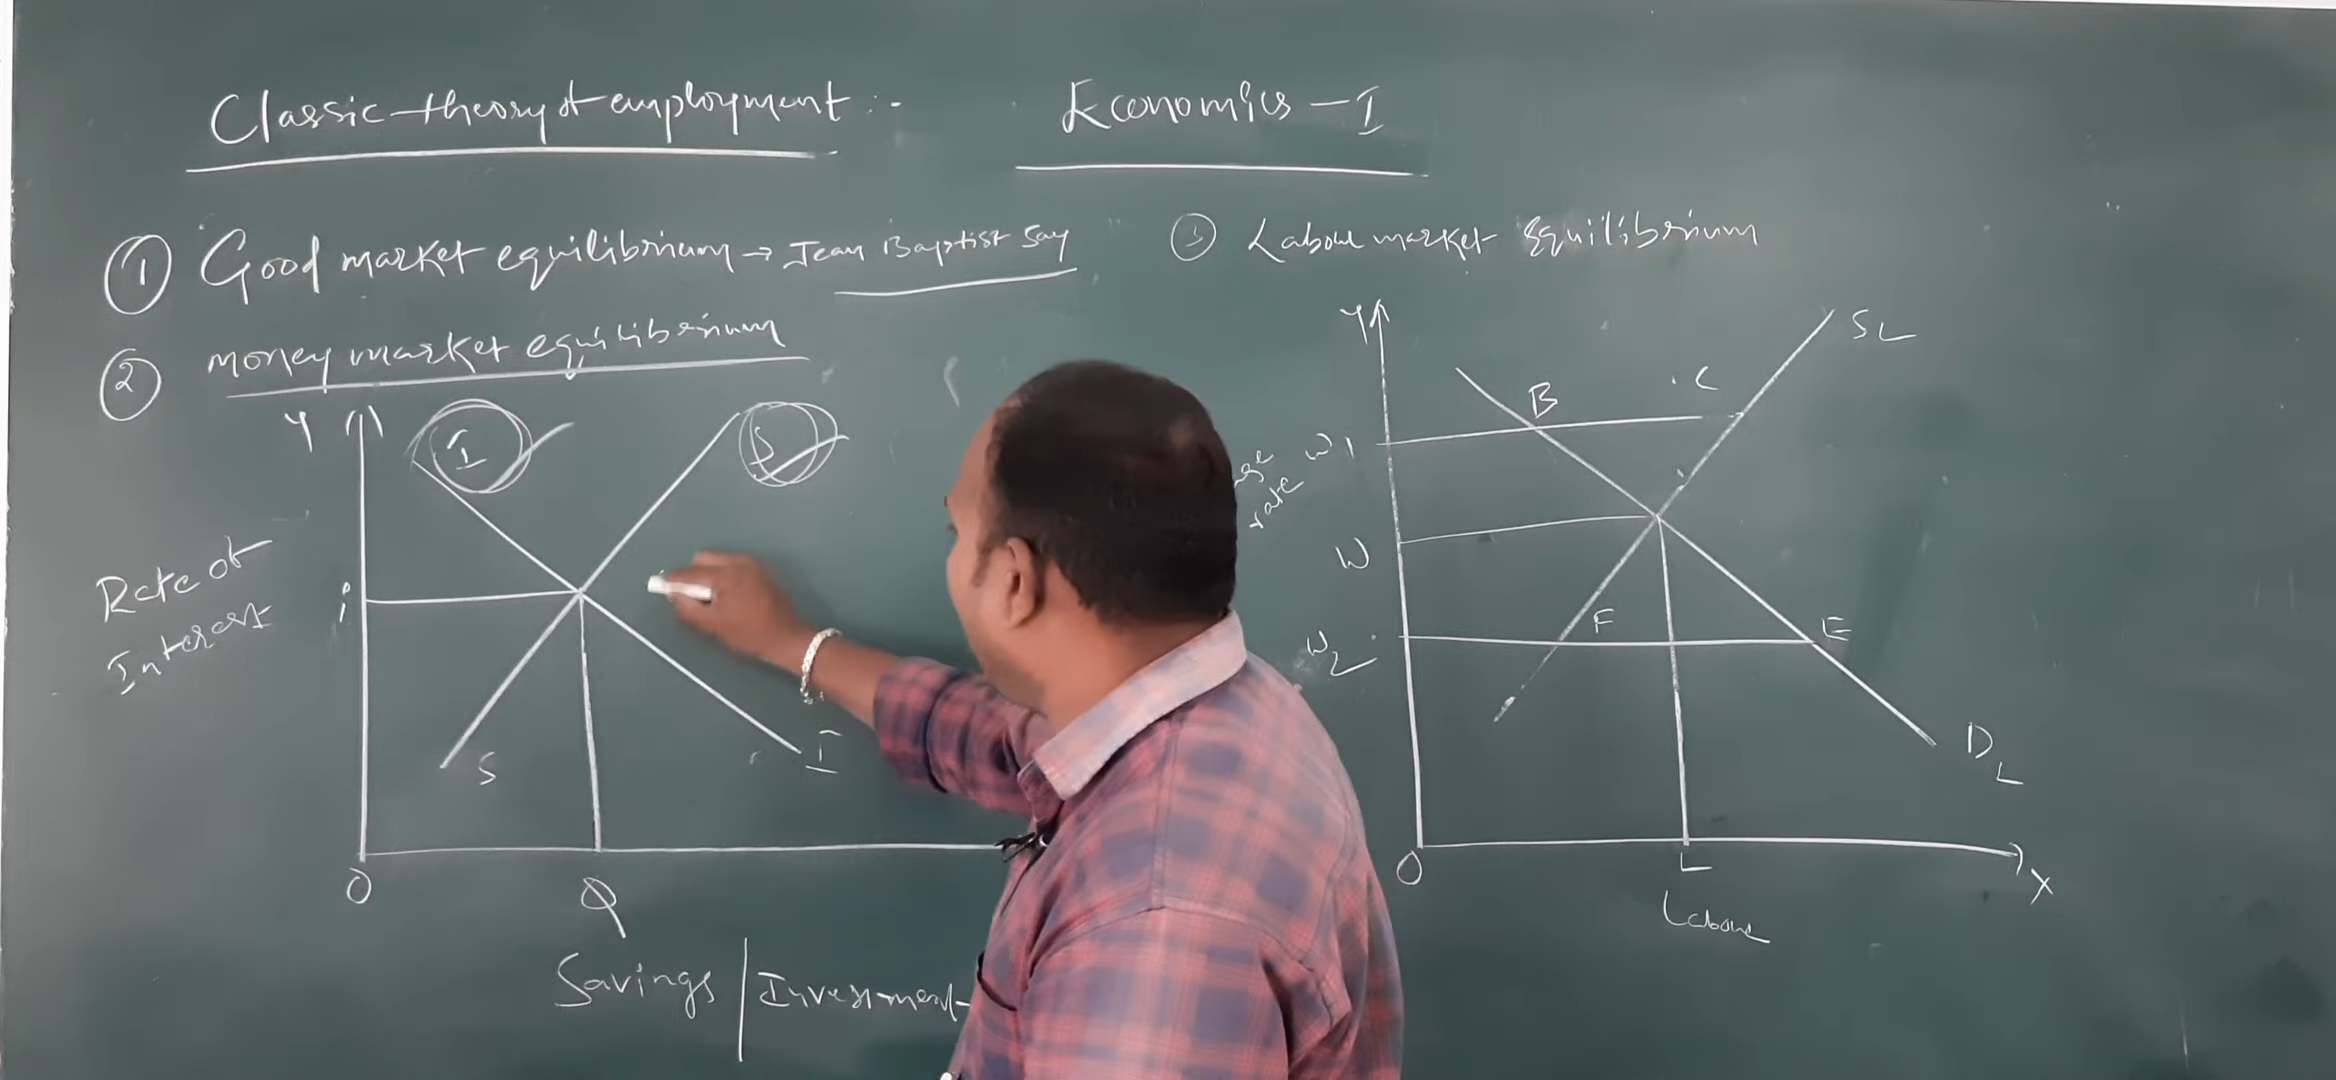 Classic theory of employment :-
Economics - I
① Good market equilibrium → Jean Baptist Say
② money market equilibrium
Y
I
S
Rate of
Interest
i
S
I
O
Q
Savings | Investment
③ Labour market Equilibrium
Y
SL
B
C
W1
rate
W
F
E
W2
DL
O
L
X
Labour